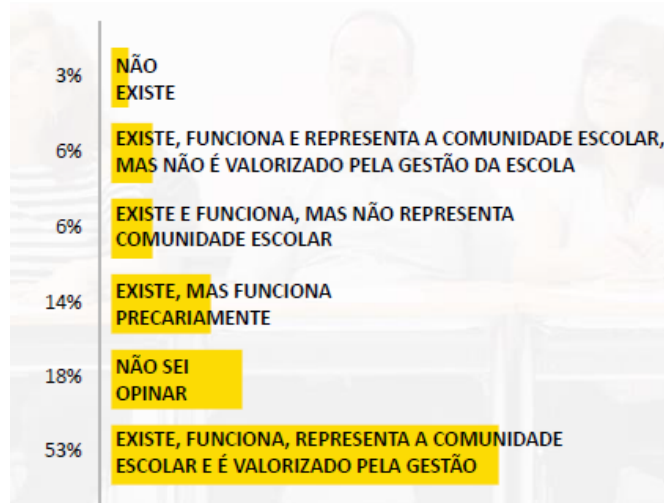 3%
NÃO
EXISTE
6%
EXISTE, FUNCIONA E REPRESENTA A COMUNIDADE ESCOLAR,
MAS NÃO É VALORIZADO PELA GESTÃO DA ESCOLA
6%
EXISTE E FUNCIONA, MAS NÃO REPRESENTA
COMUNIDADE ESCOLAR
14%
EXISTE, MAS FUNCIONA
PRECARIAMENTE
18%
NÃO SEI
OPINAR
53%
EXISTE, FUNCIONA, REPRESENTA A COMUNIDADE
ESCOLAR E É VALORIZADO PELA GESTÃO